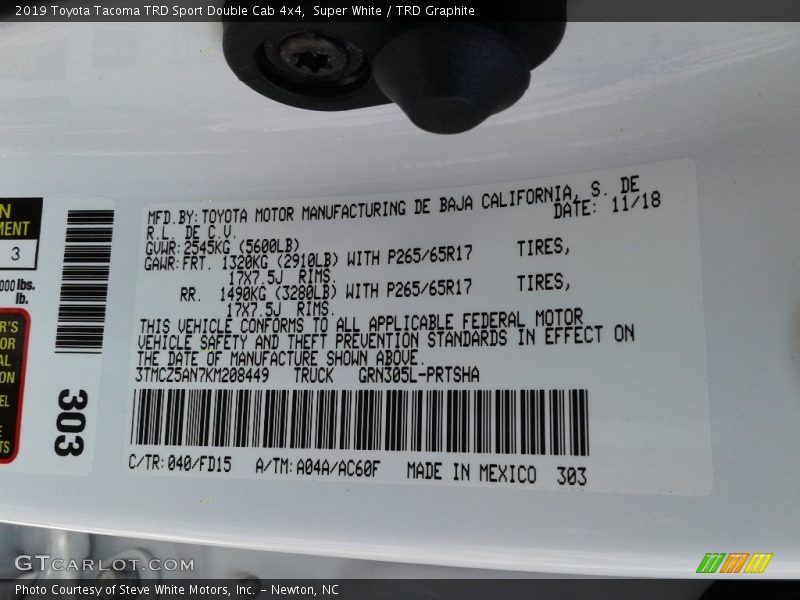 2019 Toyota Tacoma TRD Sport Double Cab 4x4, Super White / TRD Graphite
MFD.BY:TOYOTA MOTOR MANUFACTURING DE BAJA CALIFORNIA, S. DE
R.L. DE C.V. DATE: 11/18
GVWR:2545KG (5600LB)
GAWR:FRT. 1320KG (2910LB) WITH P265/65R17 TIRES,
17X7.5J RIMS.
RR. 1490KG (3280LB) WITH P265/65R17 TIRES,
17X7.5J RIMS.
THIS VEHICLE CONFORMS TO ALL APPLICABLE FEDERAL MOTOR
VEHICLE SAFETY AND THEFT PREVENTION STANDARDS IN EFFECT ON
THE DATE OF MANUFACTURE SHOWN ABOVE.
3TMCZ5AN7KM208449 TRUCK GRN305L-PRTSHA
C/TR:040/FD15 A/TM:A04A/AC60F MADE IN MEXICO 303
303
3
000 lbs.
lb.
GTCARLOT.COM
Photo Courtesy of Steve White Motors, Inc. – Newton, NC